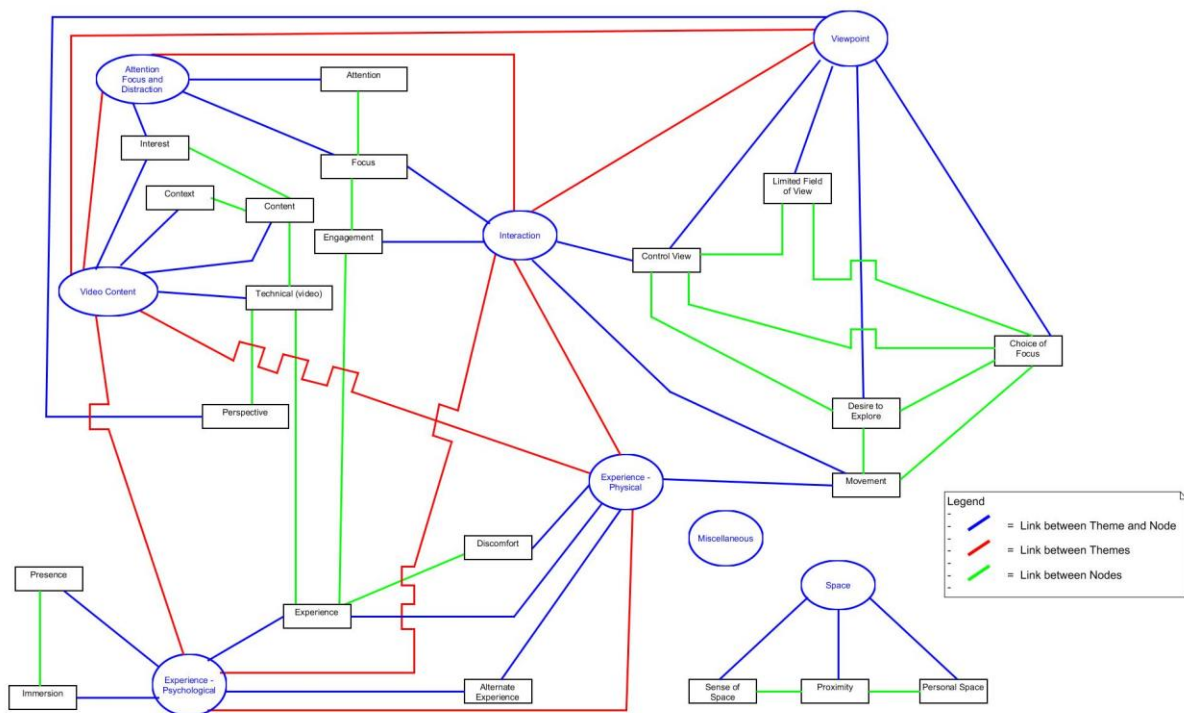 Viewpoint
Attention
Focus and
Distraction
Attention
Interest
Focus
Limited Field
of View
Context
Content
Engagement
Interaction
Control View
Video Content
Technical (video)
Choice of
Focus
Perspective
Desire to
Explore
Experience -
Physical
Movement
Legend
- = Link between Theme and Node
-
- = Link between Themes
-
- = Link between Nodes
-
Miscellaneous
Discomfort
Presence
Space
Experience
Experience -
Psychological
Immersion
Alternate
Experience
Sense of
Space
Proximity
Personal Space